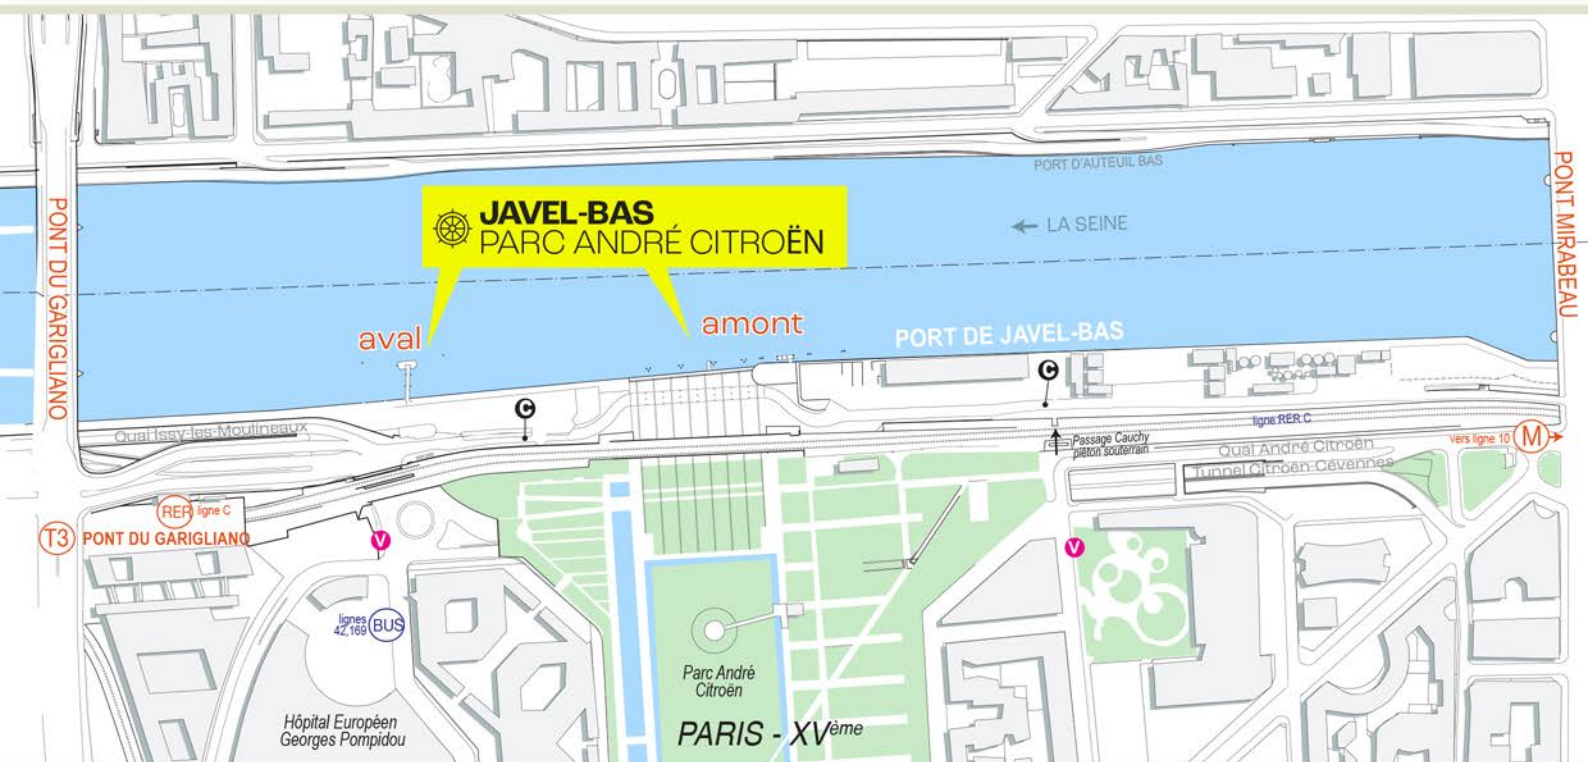 PORT D'AUTEUIL BAS
PONT DU GARIGLIANO
JAVEL-BAS
PARC ANDRÉ CITROËN
← LA SEINE
PONT MIRABEAU
aval
amont
PORT DE JAVEL-BAS
C
C
Quai Issy-les-Moulineaux
ligne RER C
Passage Cauchy
piéton souterrain
Quai André Citroën
Tunnel Citroën-Cévennes
vers ligne 10
M
RER
ligne C
T3
PONT DU GARIGLIANO
V
V
lignes
42,169
BUS
Parc André
Citroën
Hôpital Européen
Georges Pompidou
PARIS - XVème